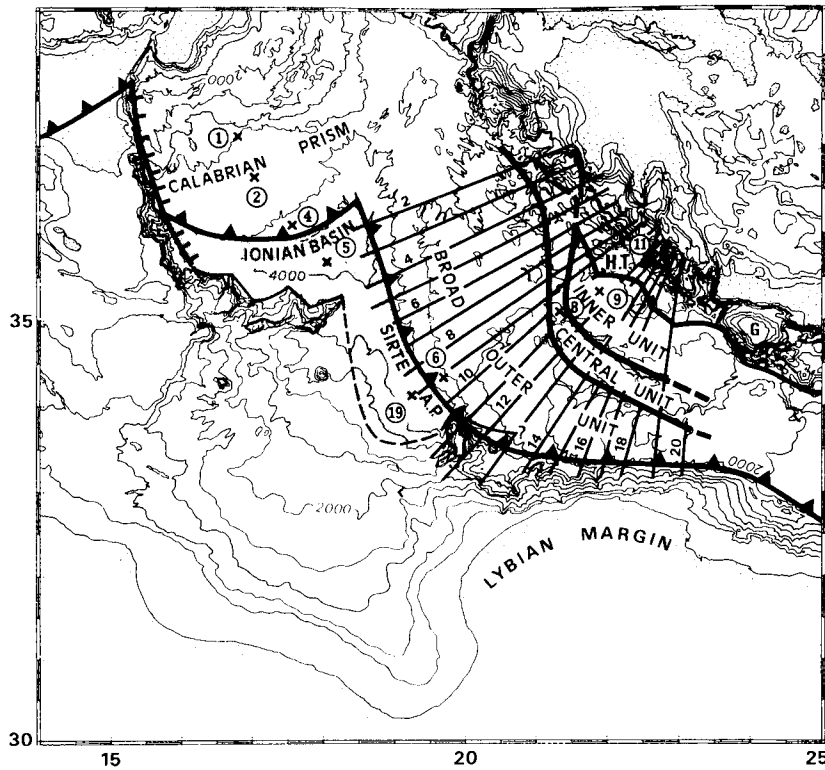 000
1
CALABRIAN PRISM
2
4
IONIAN BASIN
5
4000
2
4
6
8
10
12
14
16
18
20
BROAD
OUTER
UNIT
H.T.
11
9
8
INNER UNIT
CENTRAL UNIT
G
35
SIRTE A.P.
6
19
2000
2000
LYBIAN MARGIN
30
15
20
25